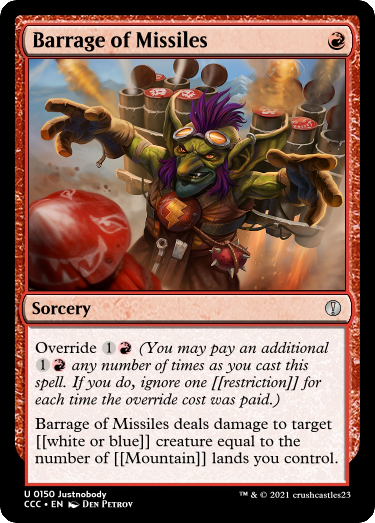 Barrage of Missiles
Sorcery
Override 1 (You may pay an additional
1 any number of times as you cast this
spell. If you do, ignore one [[restriction]] for
each time the override cost was paid.)
Barrage of Missiles deals damage to target
[[white or blue]] creature equal to the
number of [[Mountain]] lands you control.
U 0150 Justnobody
CCC • EN Den Petrov
™ & © 2021 crushcastles23